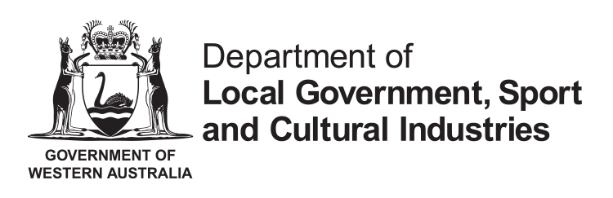 Department of
Local Government, Sport
and Cultural Industries
GOVERNMENT OF
WESTERN AUSTRALIA